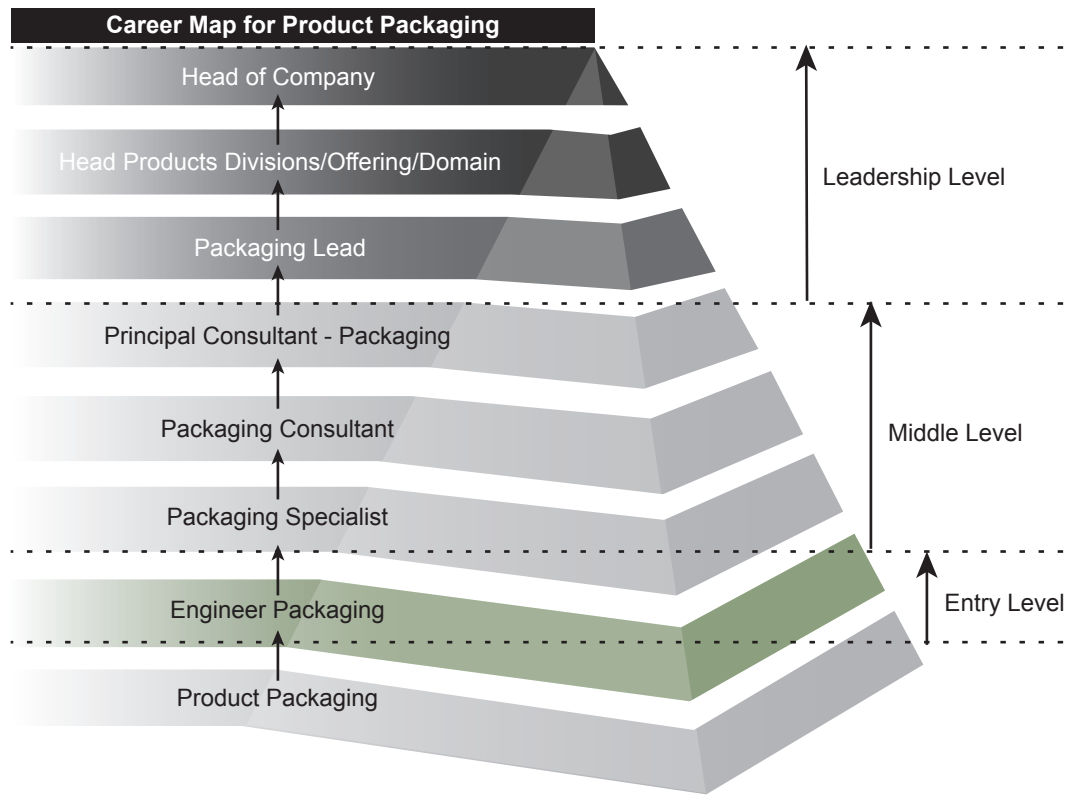 Career Map for Product Packaging
Head of Company
Head Products Divisions/Offering/Domain
Leadership Level
Packaging Lead
Principal Consultant - Packaging
Packaging Consultant
Middle Level
Packaging Specialist
Engineer Packaging
Entry Level
Product Packaging